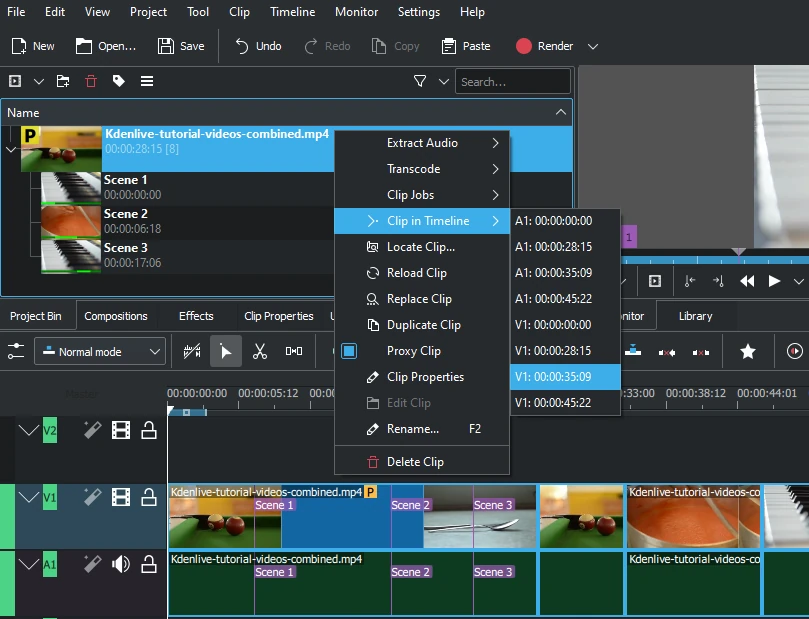 File Edit View Project Tool Clip Timeline Monitor Settings Help
New Open... Save Undo Redo Copy Paste Render
Search...
Name
P
Kdenlive-tutorial-videos-combined.mp4
00:00:28:15 [8]
Scene 1
00:00:00:00
Scene 2
00:00:06:18
Scene 3
00:00:17:06
Extract Audio
Transcode
Clip Jobs
Clip in Timeline
Locate Clip...
Reload Clip
Replace Clip
Duplicate Clip
Proxy Clip
Clip Properties
Edit Clip
Rename... F2
Delete Clip
A1: 00:00:00:00
A1: 00:00:28:15
A1: 00:00:35:09
A1: 00:00:45:22
V1: 00:00:00:00
V1: 00:00:28:15
V1: 00:00:35:09
V1: 00:00:45:22
1
Project Bin Compositions Effects Clip Properties Library
Normal mode
00:00:00:00 00:00:05:12 00:00:38:12 00:00:44:01
V2
V1
Kdenlive-tutorial-videos-combined.mp4 P Kdenlive-tutorial-videos-co
Scene 1 Scene 2 Scene 3
A1
Kdenlive-tutorial-videos-combined.mp4 Kdenlive-tutorial-videos-co
Scene 1 Scene 2 Scene 3